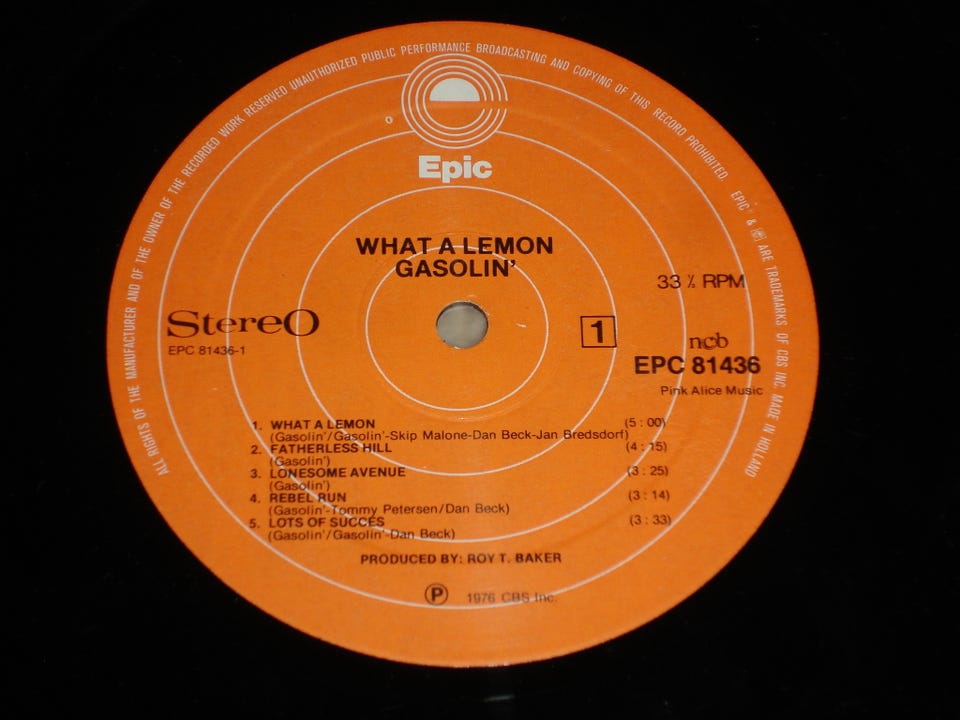 ALL RIGHTS OF THE MANUFACTURER AND OF THE OWNER OF THE RECORDED WORK RESERVED UNAUTHORIZED PUBLIC PERFORMANCE BROADCASTING AND COPYING OF THIS RECORD PROHIBITED. EPIC® & ARE TRADEMARKS OF CBS INC. MADE IN HOLLAND
Epic
WHAT A LEMON
GASOLIN'
33 ⅓ RPM
Stereo
EPC 81436-1
1
ncb
EPC 81436
Pink Alice Music
1. WHAT A LEMON (5 : 00)
(Gasolin'/Gasolin'-Skip Malone-Dan Beck-Jan Bredsdorf)
2. FATHERLESS HILL (4 : 15)
(Gasolin')
3. LONESOME AVENUE (3 : 25)
(Gasolin')
4. REBEL RUN (3 : 14)
(Gasolin'-Tommy Petersen/Dan Beck)
5. LOTS OF SUCCES (3 : 33)
(Gasolin'/Gasolin'-Dan Beck)
PRODUCED BY: ROY T. BAKER
Ⓟ 1976 CBS Inc.